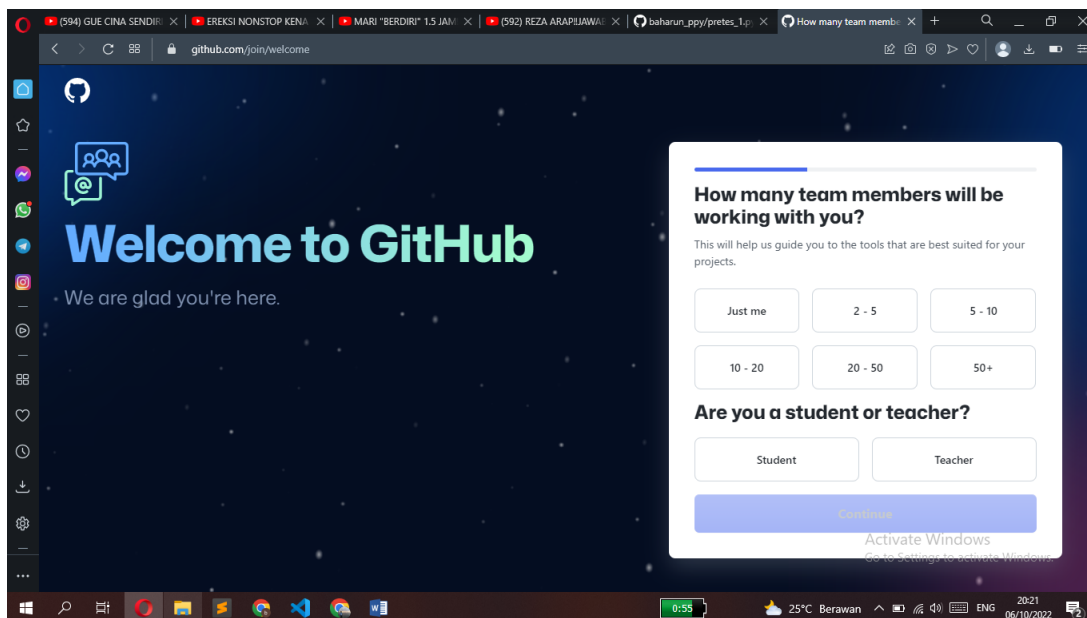 (594) GUE CINA SENDIRI
EREKSI NONSTOP KENA
MARI "BERDIRI" 1.5 JAM
(592) REZA ARAP!!JAWAB
baharun_ppy/pretes_1.p
How many team membe
github.com/join/welcome
Welcome to GitHub
We are glad you're here.
How many team members will be
working with you?
This will help us guide you to the tools that are best suited for your
projects.
Just me
2 - 5
5 - 10
10 - 20
20 - 50
50+
Are you a student or teacher?
Student
Teacher
Continue
Activate Windows
Go to Settings to activate Windows.
0:55
25°C Berawan
ENG
20:21
06/10/2022
2